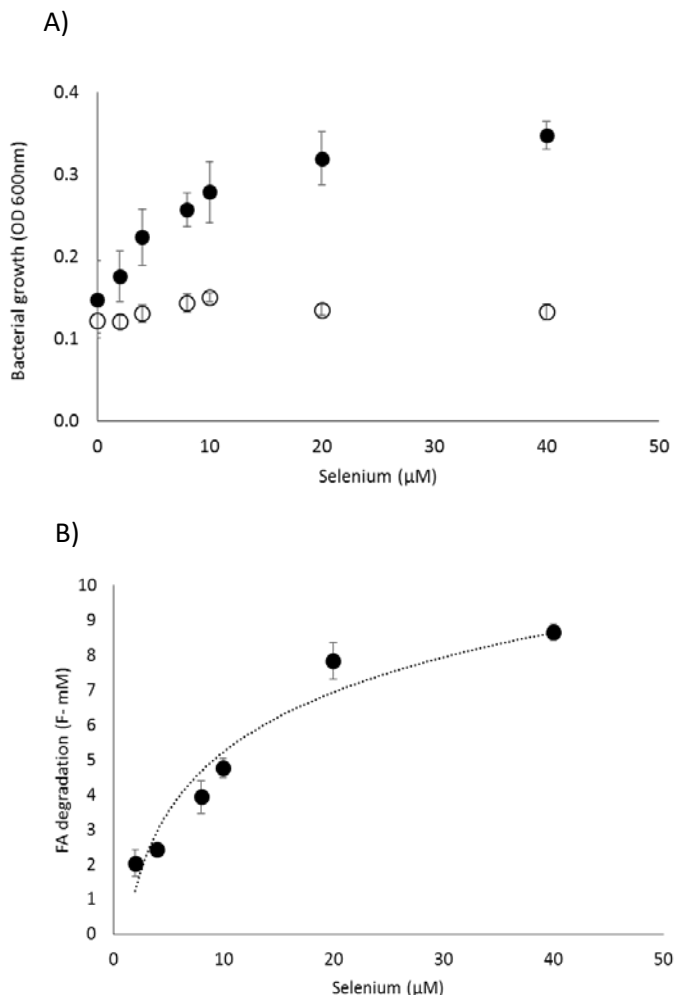 A)
0.4
0.3
0.2
0.1
0.0
Bacterial growth (OD 600nm)
0 10 20 30 40 50
Selenium (μM)
B)
10
9
8
7
6
5
4
3
2
1
0
FA degradation (F- mM)
0 10 20 30 40 50
Selenium (μM)